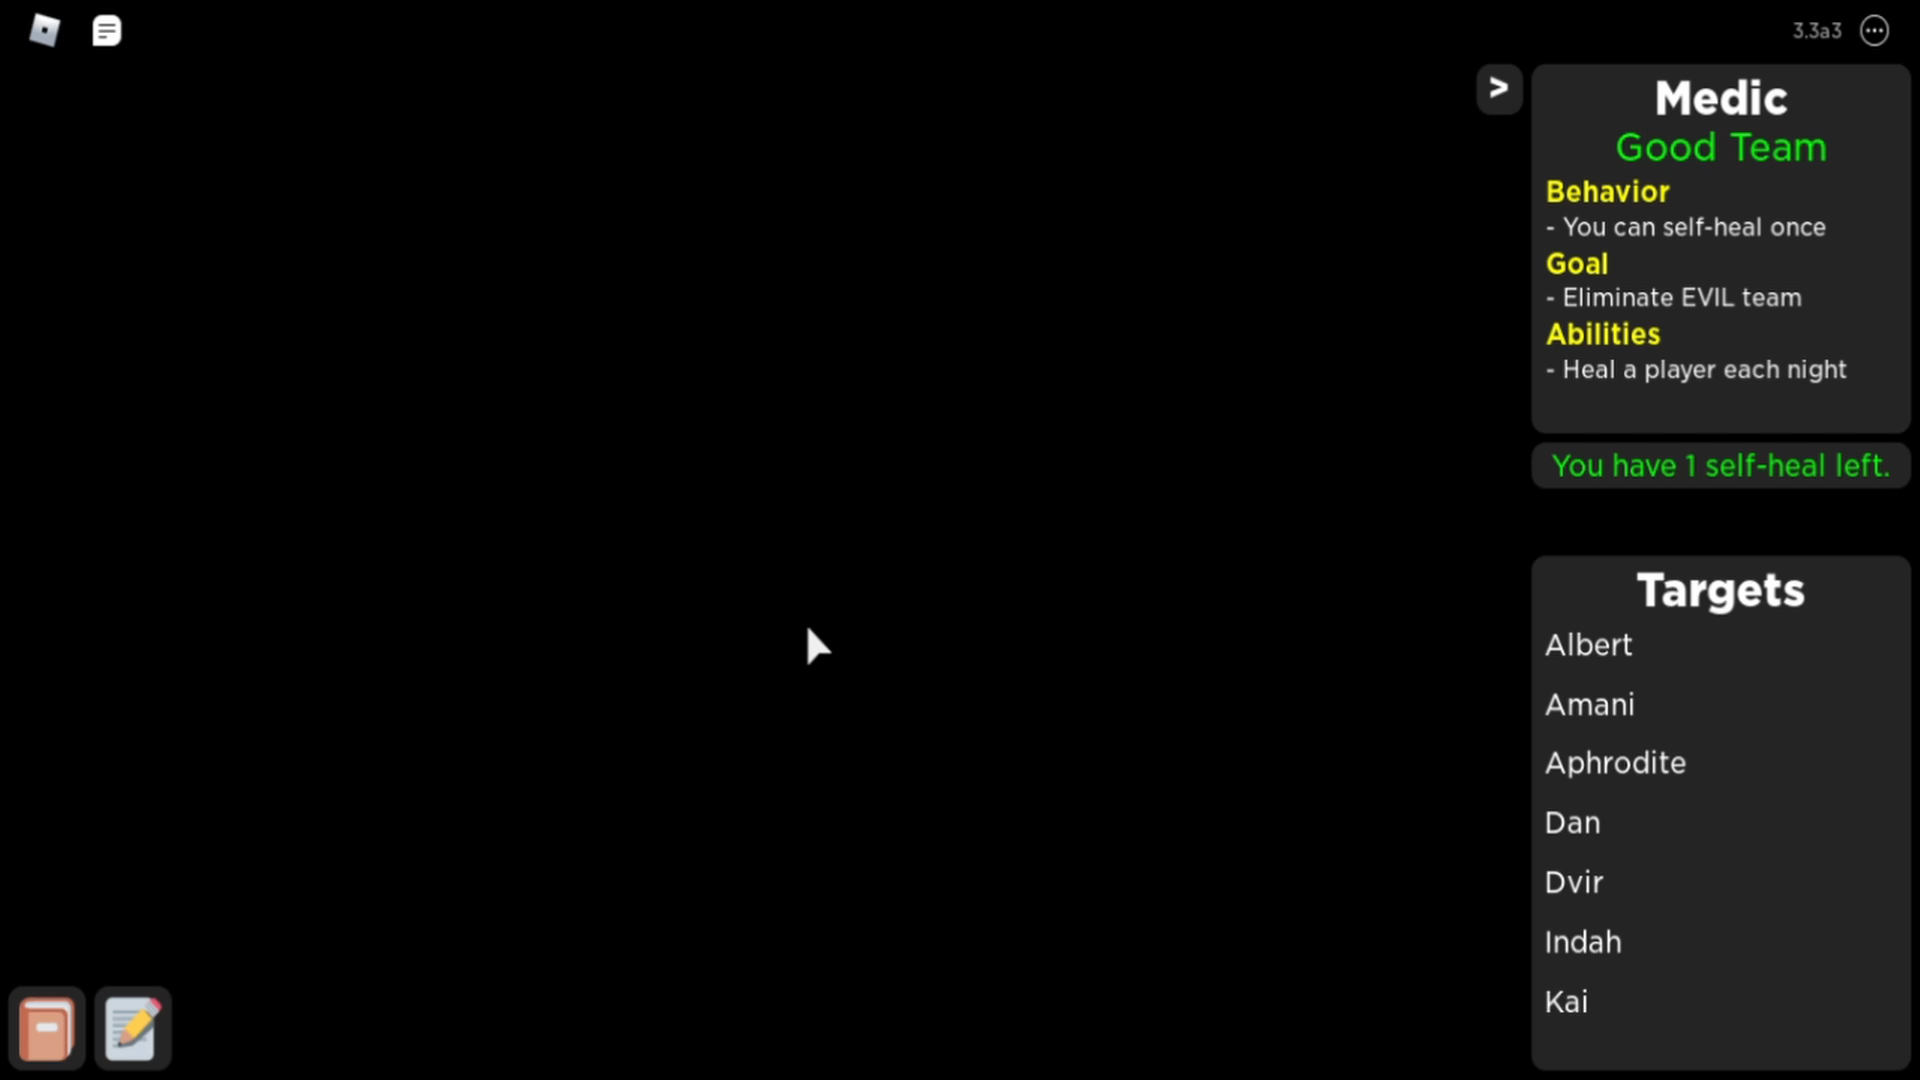 3.3a3
>
Medic
Good Team
Behavior
- You can self-heal once
Goal
- Eliminate EVIL team
Abilities
- Heal a player each night
You have 1 self-heal left.
Targets
Albert
Amani
Aphrodite
Dan
Dvir
Indah
Kai